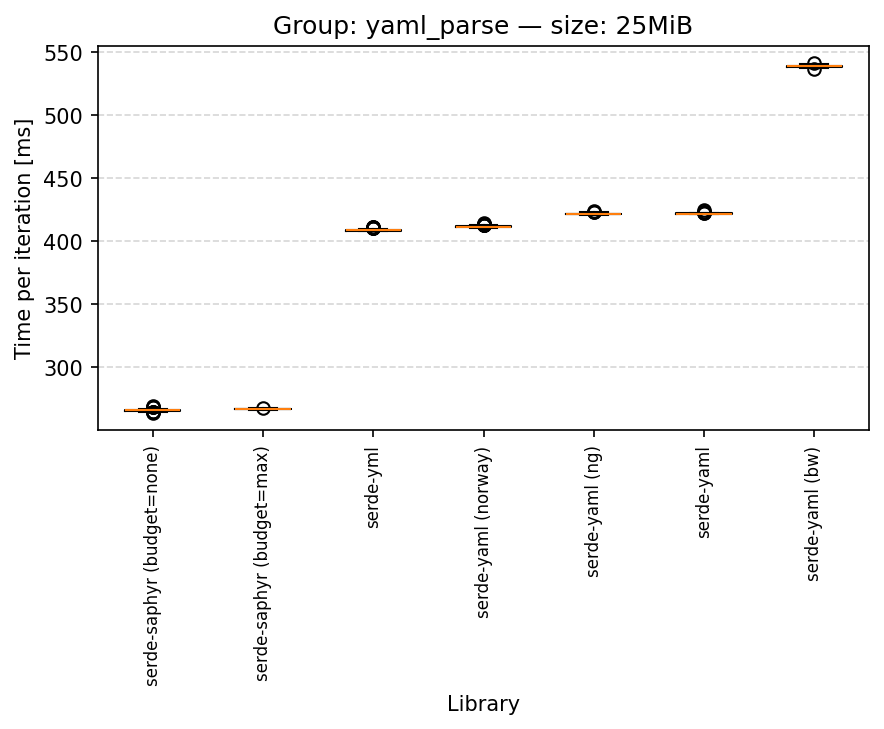 Group: yaml_parse — size: 25MiB
Time per iteration [ms]
550
500
450
400
350
300
serde-saphyr (budget=none)
serde-saphyr (budget=max)
serde-yml
serde-yaml (norway)
serde-yaml (ng)
serde-yaml
serde-yaml (bw)
Library